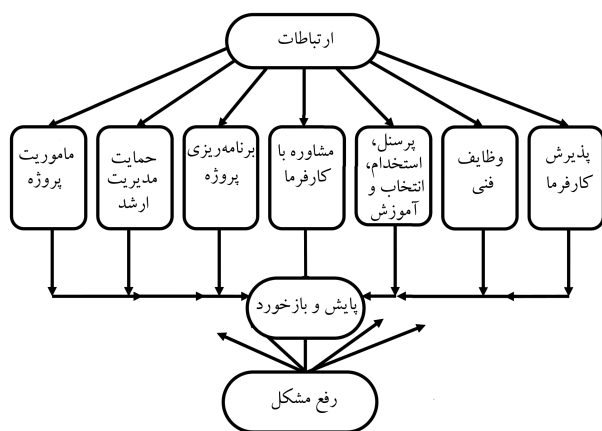 ارتباطات
پذیرش
کارفرما
وظایف
فنی
پرسنل،
استخدام،
انتخاب و
آموزش
مشاوره با
کارفرما
برنامه‌ریزی
پروژه
حمایت
مدیریت
ارشد
ماموریت
پروژه
پایش و بازخورد
رفع مشکل